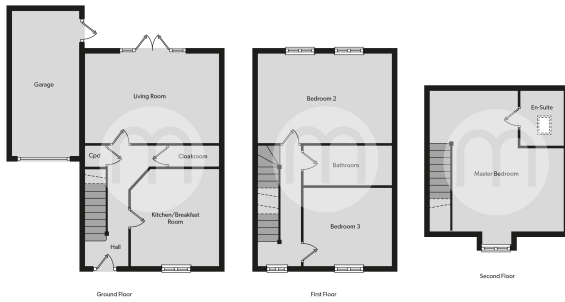 Garage
Living Room
Cpd
Cloakroom
Kitchen/Breakfast
Room
Hall
Ground Floor
Bedroom 2
Bathroom
Bedroom 3
First Floor
En-Suite
Master Bedroom
Second Floor